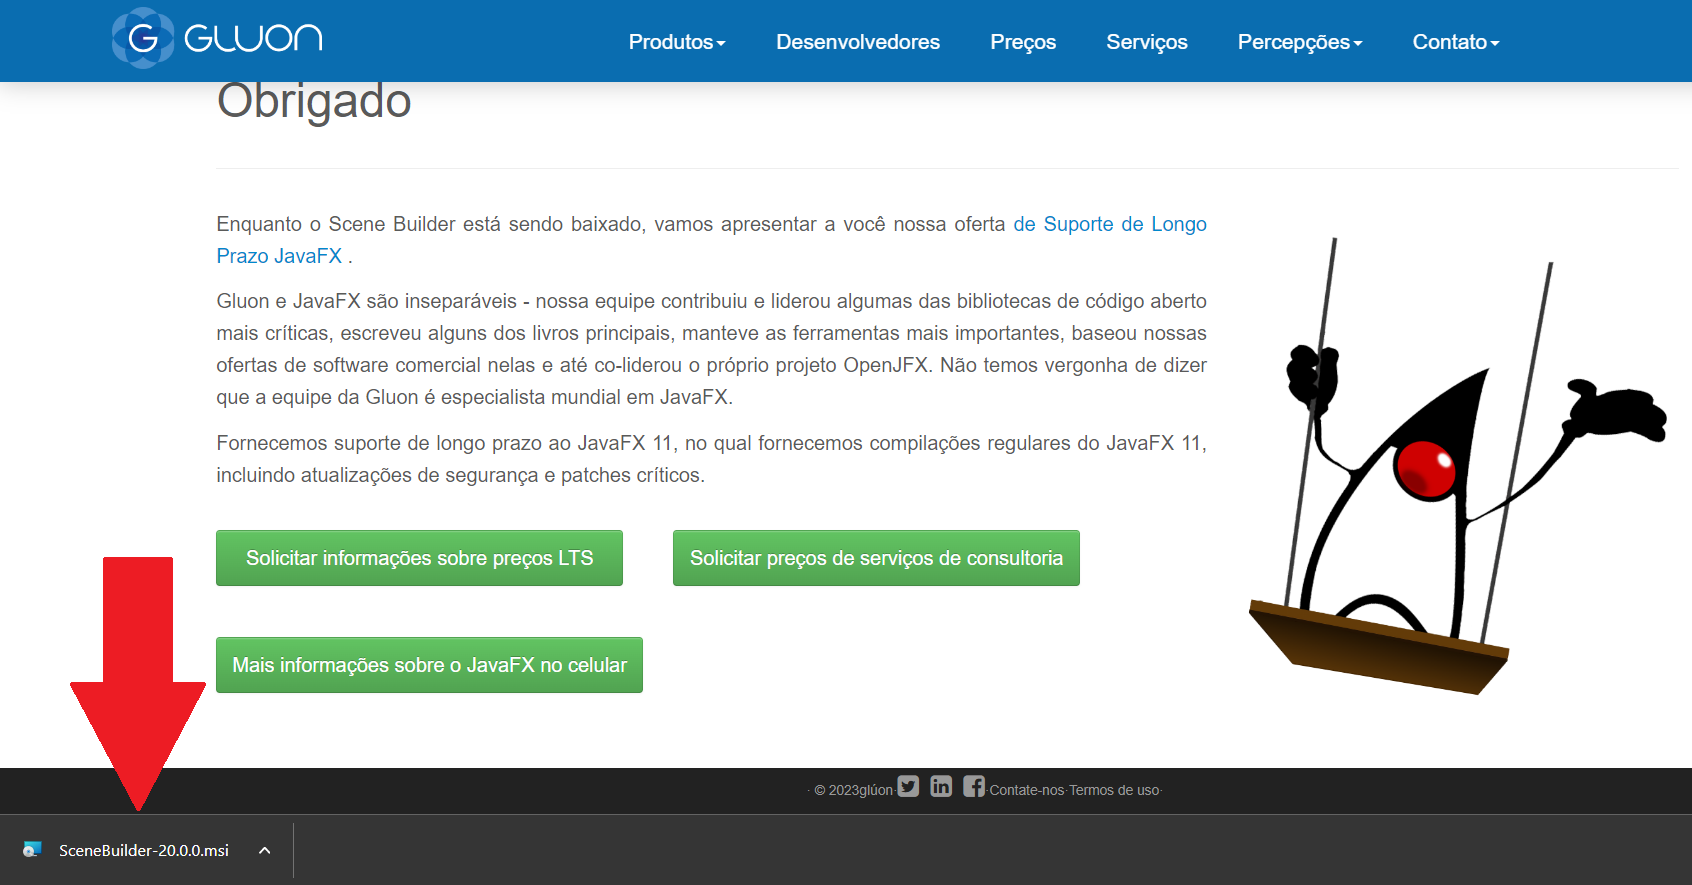 G GLUON
Produtos Desenvolvedores Preços Serviços Percepções Contato
Obrigado
Enquanto o Scene Builder está sendo baixado, vamos apresentar a você nossa oferta de Suporte de Longo
Prazo JavaFX .
Gluon e JavaFX são inseparáveis - nossa equipe contribuiu e liderou algumas das bibliotecas de código aberto
mais críticas, escreveu alguns dos livros principais, manteve as ferramentas mais importantes, baseou nossas
ofertas de software comercial nelas e até co-liderou o próprio projeto OpenJFX. Não temos vergonha de dizer
que a equipe da Gluon é especialista mundial em JavaFX.
Fornecemos suporte de longo prazo ao JavaFX 11, no qual fornecemos compilações regulares do JavaFX 11,
incluindo atualizações de segurança e patches críticos.
Solicitar informações sobre preços LTS
Solicitar preços de serviços de consultoria
Mais informações sobre o JavaFX no celular
· © 2023glúon· in ·Contate-nos·Termos de uso·
SceneBuilder-20.0.0.msi